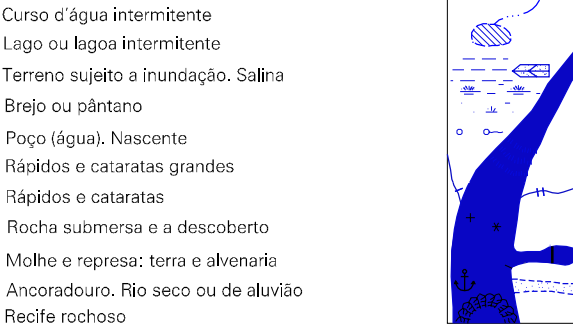 Curso d'água intermitente
Lago ou lagoa intermitente
Terreno sujeito a inundação. Salina
Brejo ou pântano
Poço (água). Nascente
Rápidos e cataratas grandes
Rápidos e cataratas
Rocha submersa e a descoberto
Molhe e represa: terra e alvenaria
Ancoradouro. Rio seco ou de aluvião
Recife rochoso